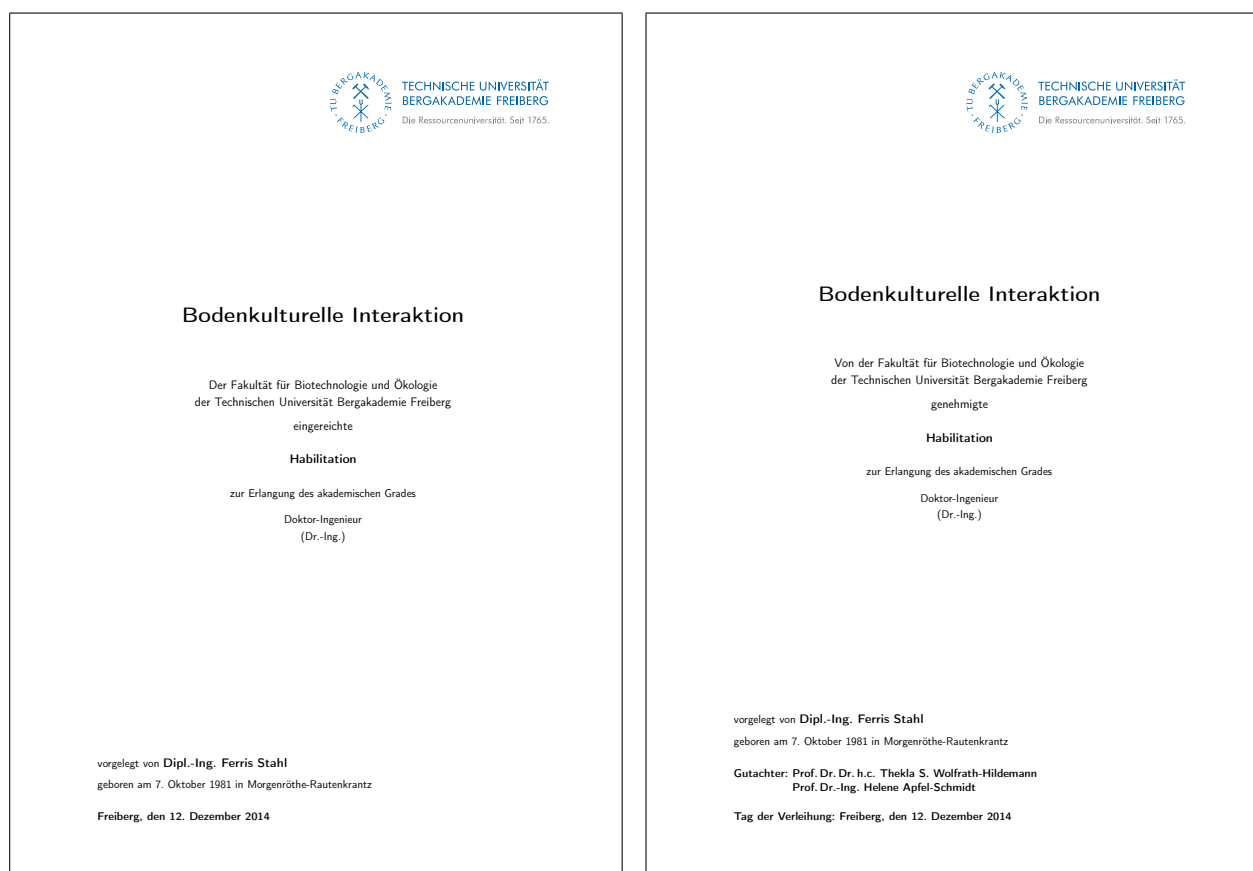 TU BERGAKADEMIE
FREIBERG
TECHNISCHE UNIVERSITÄT
BERGAKADEMIE FREIBERG
Die Ressourcenuniversität. Seit 1765.
Bodenkulturelle Interaktion
Der Fakultät für Biotechnologie und Ökologie
der Technischen Universität Bergakademie Freiberg
eingereichte
Habilitation
zur Erlangung des akademischen Grades
Doktor-Ingenieur
(Dr.-Ing.)
vorgelegt von Dipl.-Ing. Ferris Stahl
geboren am 7. Oktober 1981 in Morgenröthe-Rautenkrantz
Freiberg, den 12. Dezember 2014
TU BERGAKADEMIE
FREIBERG
TECHNISCHE UNIVERSITÄT
BERGAKADEMIE FREIBERG
Die Ressourcenuniversität. Seit 1765.
Bodenkulturelle Interaktion
Von der Fakultät für Biotechnologie und Ökologie
der Technischen Universität Bergakademie Freiberg
genehmigte
Habilitation
zur Erlangung des akademischen Grades
Doktor-Ingenieur
(Dr.-Ing.)
vorgelegt von Dipl.-Ing. Ferris Stahl
geboren am 7. Oktober 1981 in Morgenröthe-Rautenkrantz
Gutachter: Prof. Dr. Dr. h.c. Thekla S. Wolfrath-Hildemann
Prof. Dr.-Ing. Helene Apfel-Schmidt
Tag der Verleihung: Freiberg, den 12. Dezember 2014